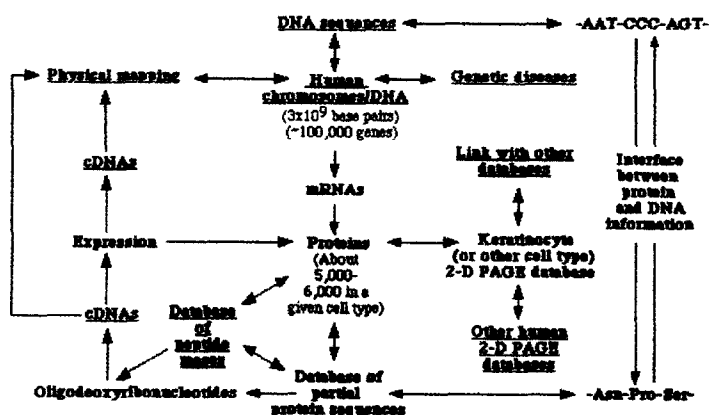 DNA sequences
-AAT-CCC-AGT-
Physical mapping
Human
chromosomes/DNA
(3x10⁹ base pairs)
(~100,000 genes)
Genetic diseases
cDNAs
mRNAs
Link with other
databases
Interface
between
protein
and DNA
information
Expression
Proteins
(About
5,000-
6,000 in a
given cell type)
Keratinocyte
(or other cell type)
2-D PAGE database
cDNAs
Database
of
peptide
masses
Other human
2-D PAGE
databases
Oligodeoxyribonucleotides
Database of
partial
protein sequences
-Asn-Pro-Ser-